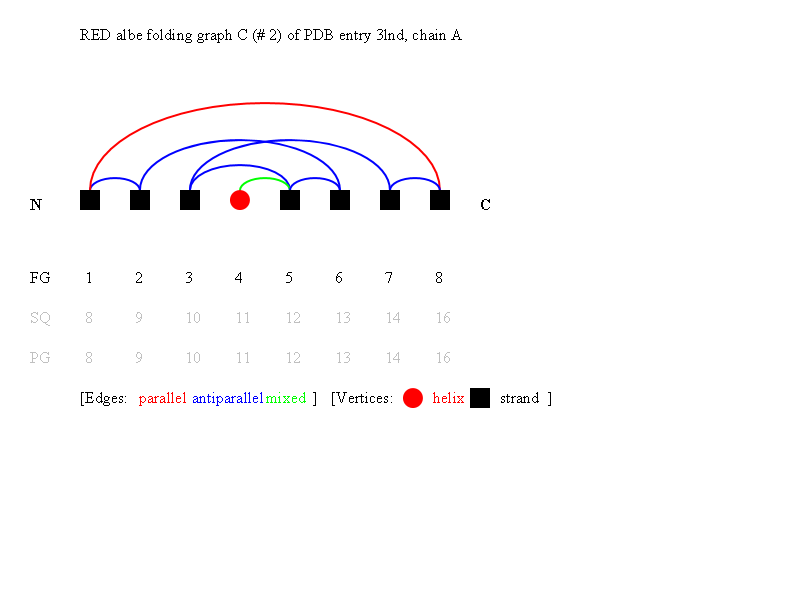 RED albe folding graph C (# 2) of PDB entry 3lnd, chain A
N C
FG 1 2 3 4 5 6 7 8
SQ 8 9 10 11 12 13 14 16
PG 8 9 10 11 12 13 14 16
[Edges: parallel antiparallel mixed ] [Vertices: helix strand ]